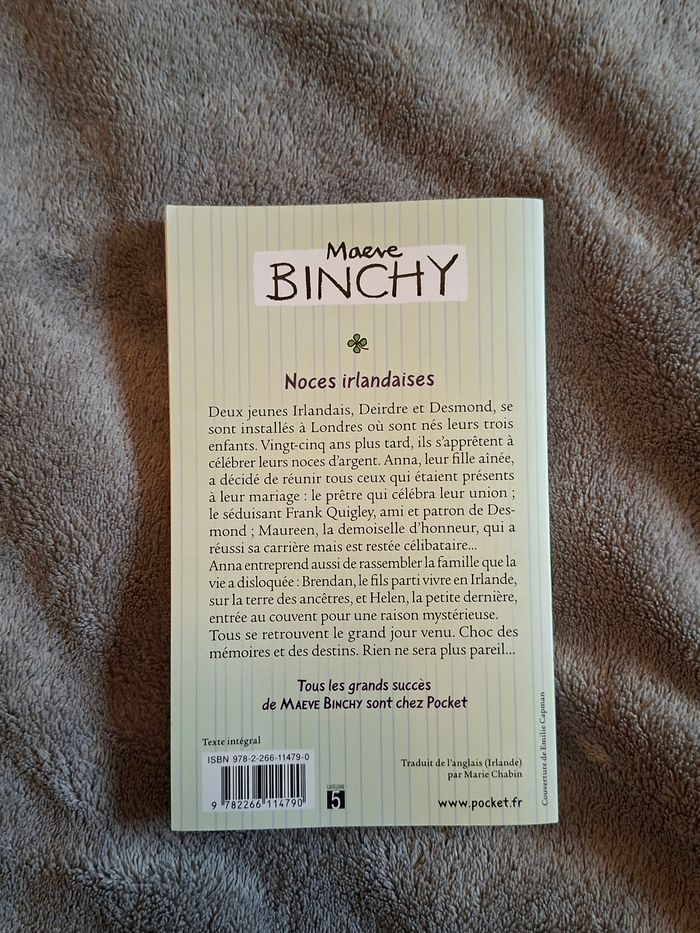 Maeve
BINCHY
Noces irlandaises
Deux jeunes Irlandais, Deirdre et Desmond, se
sont installés à Londres où sont nés leurs trois
enfants. Vingt-cinq ans plus tard, ils s'apprêtent à
célébrer leurs noces d'argent. Anna, leur fille aînée,
a décidé de réunir tous ceux qui étaient présents
à leur mariage : le prêtre qui célébra leur union ;
le séduisant Frank Quigley, ami et patron de Des-
mond ; Maureen, la demoiselle d'honneur, qui a
réussi sa carrière mais est restée célibataire...
Anna entreprend aussi de rassembler la famille que la
vie a disloquée : Brendan, le fils parti vivre en Irlande,
sur la terre des ancêtres, et Helen, la petite dernière,
entrée au couvent pour une raison mystérieuse.
Tous se retrouvent le grand jour venu. Choc des
mémoires et des destins. Rien ne sera plus pareil...
Tous les grands succès
de MAEVE BINCHY sont chez Pocket
Texte intégral
ISBN 978-2-266-11479-0
9 782266 114790
CATÉGORIE
5
Traduit de l'anglais (Irlande)
par Marie Chabin
www.pocket.fr
Couverture de Emilie Capman